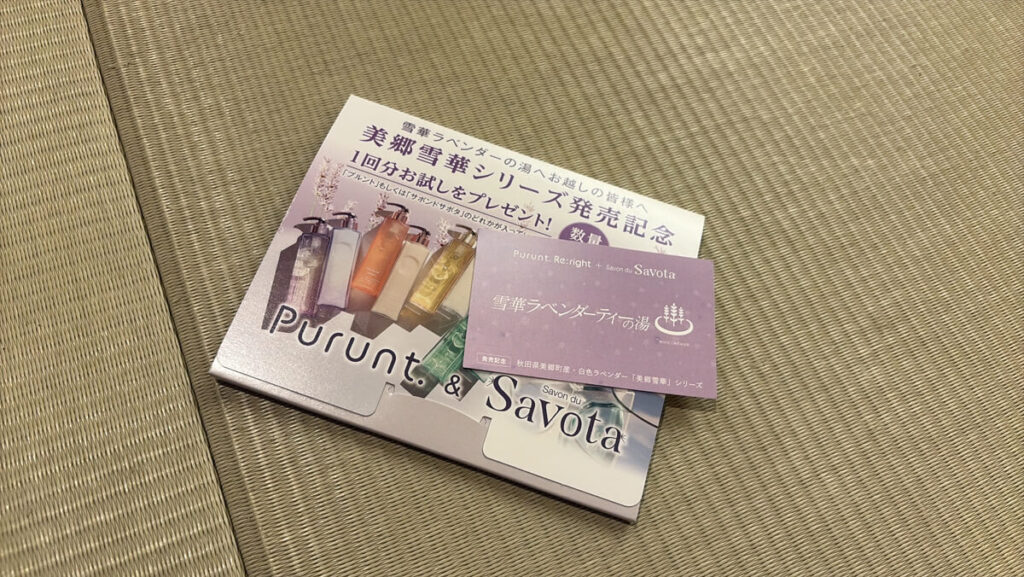 雪華ラベンダーの湯へお越しの皆様へ
美郷雪華シリーズ発売記念
1回分お試しをプレゼント!
「プルント」もしくは「サボンドサボタ」のどれかが入って
数量
Purunt. & Savon du Savota
Purunt. Re:right + Savon du Savota
雪華ラベンダーティーの湯
発売記念 秋田県美郷町産・白色ラベンダー「美郷雪華」シリーズ